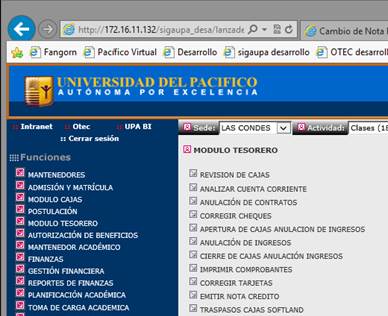 http://172.16.11.132/sigaupa_desa/lanzade
Cambio de Nota I
Fangorn
Pacífico Virtual
Desarrollo
sigaupa desarrollo
OTEC desarrol
UNIVERSIDAD DEL PACIFICO
AUTÓNOMA POR EXCELENCIA
:: Intranet
:: Otec
:: UPA BI
:: Cerrar sesión
Sede: LAS CONDES
Actividad: Clases (18
Funciones
MANTENEDORES
ADMISIÓN Y MATRÍCULA
MODULO CAJAS
POSTULACIÓN
MODULO TESORERO
AUTORIZACIÓN DE BENEFICIOS
MANTENEDOR ACADÉMICO
FINANZAS
GESTIÓN FINANCIERA
REPORTES DE FINANZAS
PLANIFICACIÓN ACADÉMICA
TOMA DE CARGA ACADEMICA
MODULO TESORERO
REVISION DE CAJAS
ANALIZAR CUENTA CORRIENTE
ANULACIÓN DE CONTRATOS
CORREGIR CHEQUES
APERTURA DE CAJAS ANULACION DE INGRESOS
ANULACIÓN DE INGRESOS
CIERRE DE CAJAS ANULACIÓN INGRESOS
IMPRIMIR COMPROBANTES
CORREGIR TARJETAS
EMITIR NOTA CREDITO
TRASPASOS CAJAS SOFTLAND